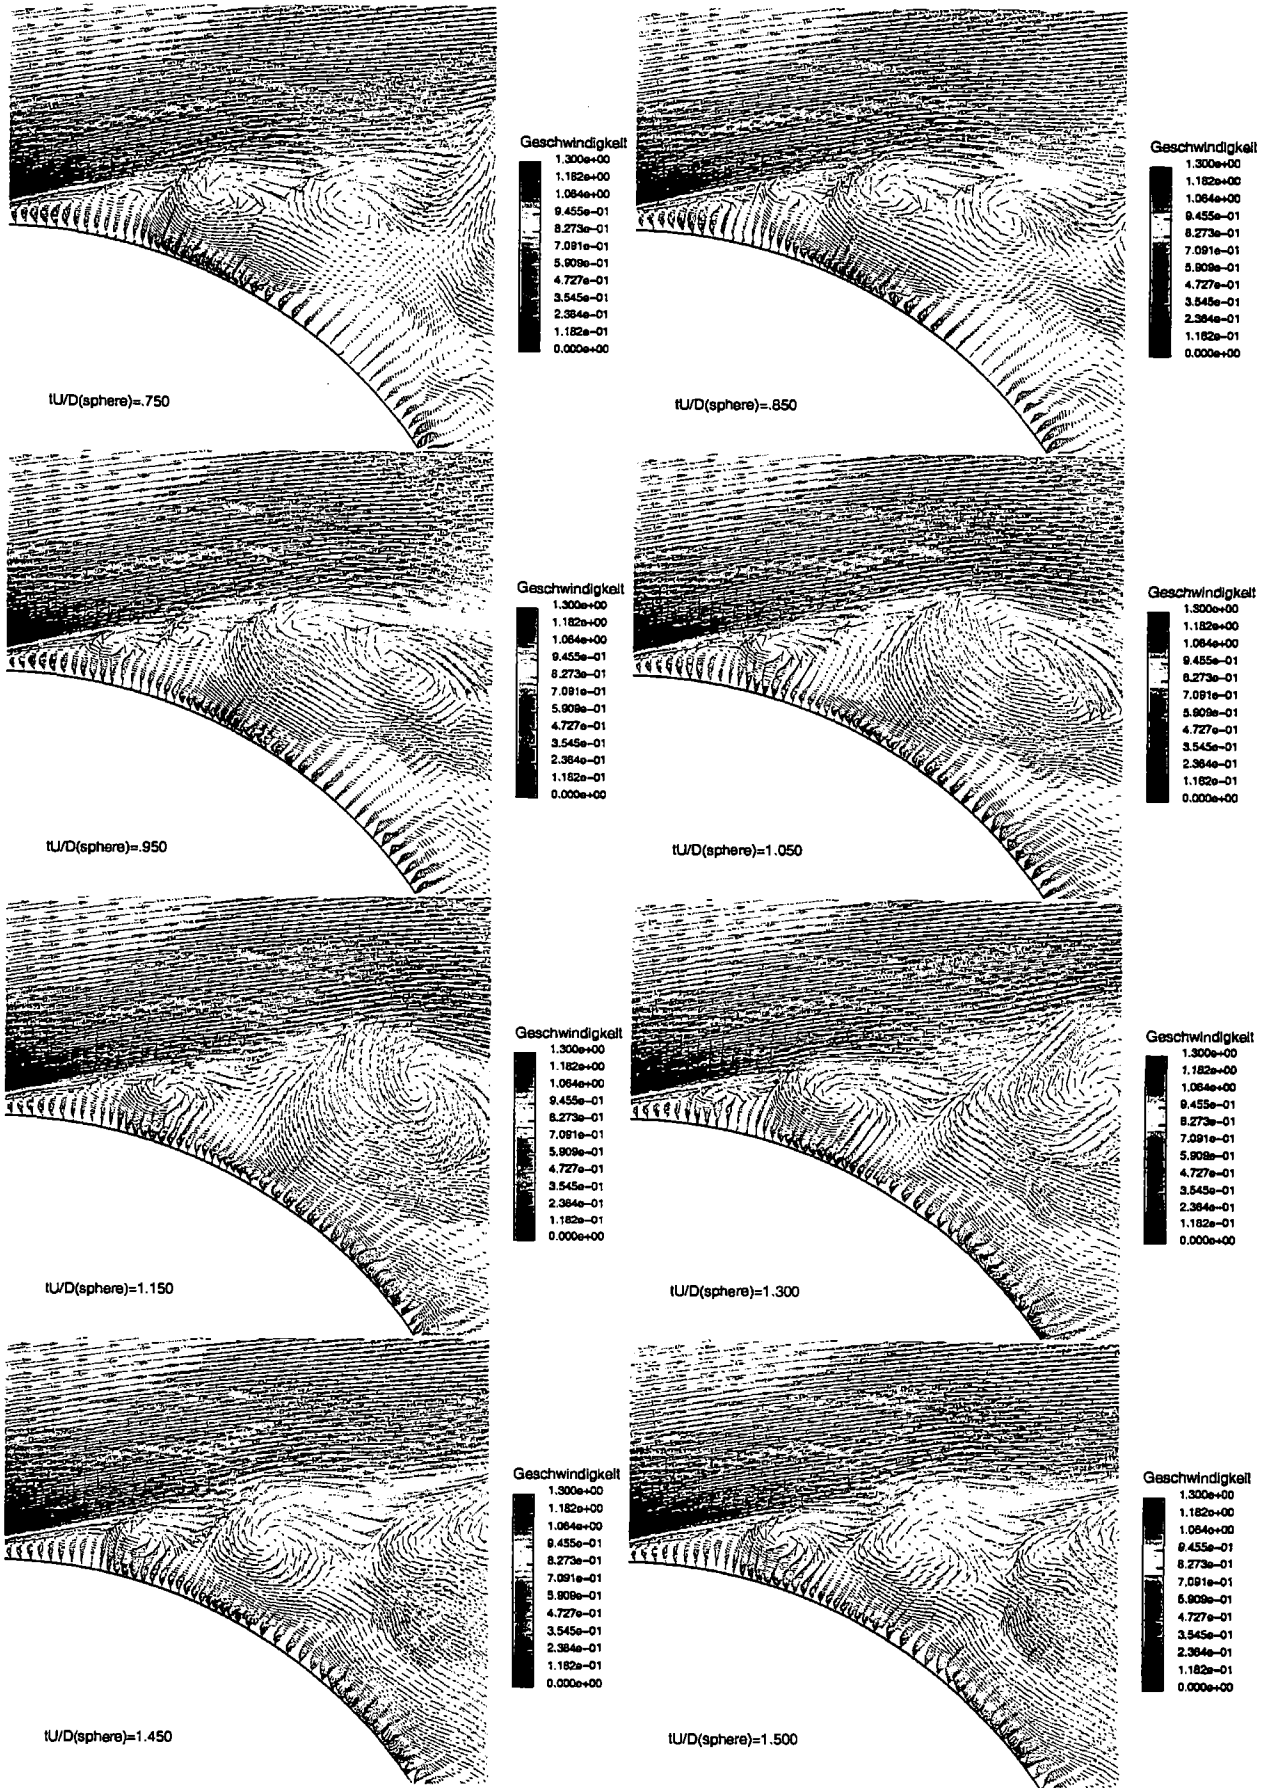 Geschwindigkeit
1.300e+00
1.182e+00
1.064e+00
9.455e-01
8.273e-01
7.091e-01
5.909e-01
4.727e-01
3.545e-01
2.364e-01
1.182e-01
0.000e+00
tU/D(sphere)=.750
Geschwindigkeit
1.300e+00
1.182e+00
1.064e+00
9.455e-01
8.273e-01
7.091e-01
5.909e-01
4.727e-01
3.545e-01
2.364e-01
1.182e-01
0.000e+00
tU/D(sphere)=.850
Geschwindigkeit
1.300e+00
1.182e+00
1.064e+00
9.455e-01
8.273e-01
7.091e-01
5.909e-01
4.727e-01
3.545e-01
2.364e-01
1.182e-01
0.000e+00
tU/D(sphere)=.950
Geschwindigkeit
1.300e+00
1.182e+00
1.064e+00
9.455e-01
8.273e-01
7.091e-01
5.909e-01
4.727e-01
3.545e-01
2.364e-01
1.182e-01
0.000e+00
tU/D(sphere)=1.050
Geschwindigkeit
1.300e+00
1.182e+00
1.064e+00
9.455e-01
8.273e-01
7.091e-01
5.909e-01
4.727e-01
3.545e-01
2.364e-01
1.182e-01
0.000e+00
tU/D(sphere)=1.150
Geschwindigkeit
1.300e+00
1.182e+00
1.064e+00
9.455e-01
8.273e-01
7.091e-01
5.909e-01
4.727e-01
3.545e-01
2.364e-01
1.182e-01
0.000e+00
tU/D(sphere)=1.300
Geschwindigkeit
1.300e+00
1.182e+00
1.064e+00
9.455e-01
8.273e-01
7.091e-01
5.909e-01
4.727e-01
3.545e-01
2.364e-01
1.182e-01
0.000e+00
tU/D(sphere)=1.450
Geschwindigkeit
1.300e+00
1.182e+00
1.064e+00
9.455e-01
8.273e-01
7.091e-01
5.909e-01
4.727e-01
3.545e-01
2.364e-01
1.182e-01
0.000e+00
tU/D(sphere)=1.500